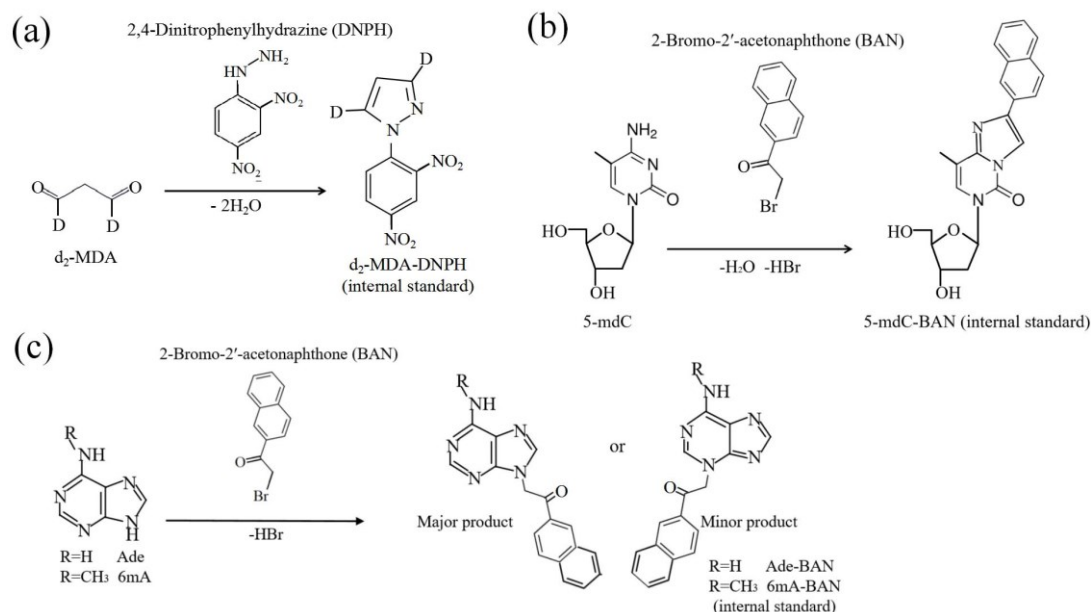 (a)
2,4-Dinitrophenylhydrazine (DNPH)
HN
NH2
NO2
NO2
D
D
N
N
NO2
NO2
O
O
D
D
- 2H2O
d2-MDA
d2-MDA-DNPH
(internal standard)
(b)
2-Bromo-2′-acetonaphthone (BAN)
NH2
N
N
O
HO
O
OH
O
Br
-H2O -HBr
N
N
N
O
HO
O
OH
5-mdC
5-mdC-BAN (internal standard)
(c)
2-Bromo-2′-acetonaphthone (BAN)
R
NH
N
N
N
N
H
R=H Ade
R=CH3 6mA
O
Br
-HBr
R
NH
N
N
N
N
O
Major product
or
R
NH
N
N
N
N
O
Minor product
R=H Ade-BAN
R=CH3 6mA-BAN
(internal standard)